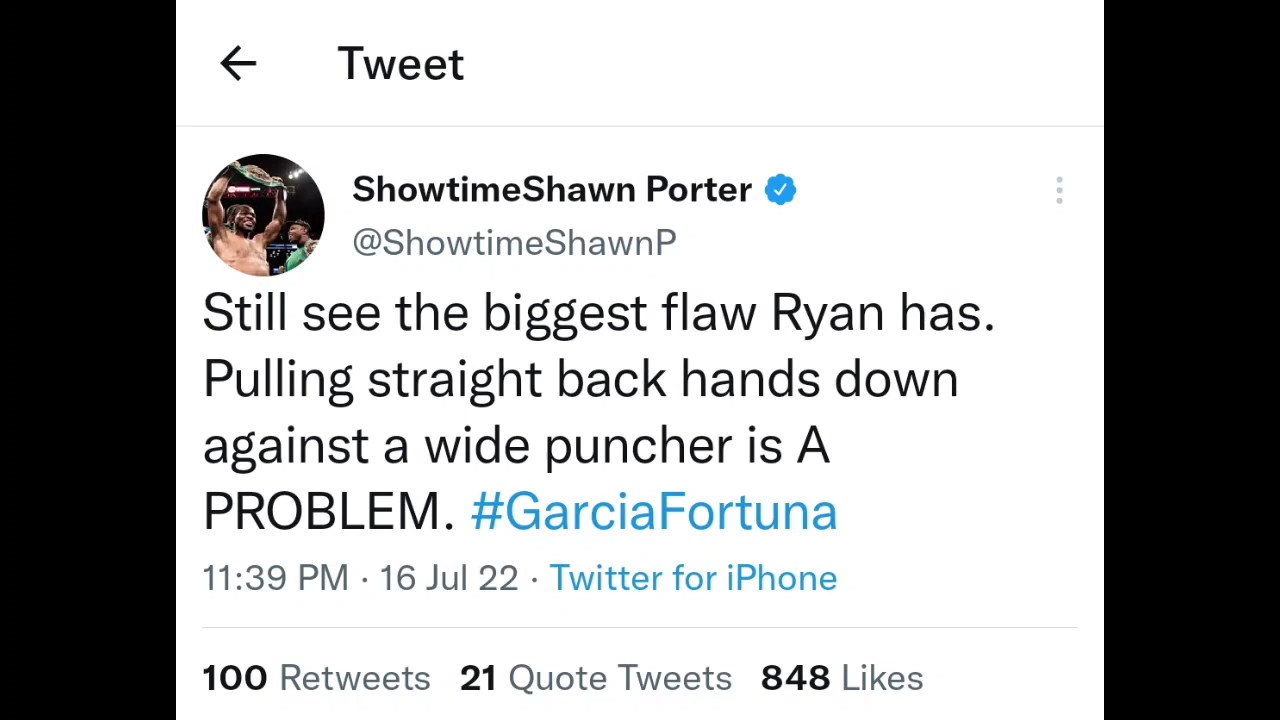 Tweet
ShowtimeShawn Porter
@ShowtimeShawnP
Still see the biggest flaw Ryan has.
Pulling straight back hands down
against a wide puncher is A
PROBLEM. #GarciaFortuna
11:39 PM · 16 Jul 22 · Twitter for iPhone
100 Retweets 21 Quote Tweets 848 Likes